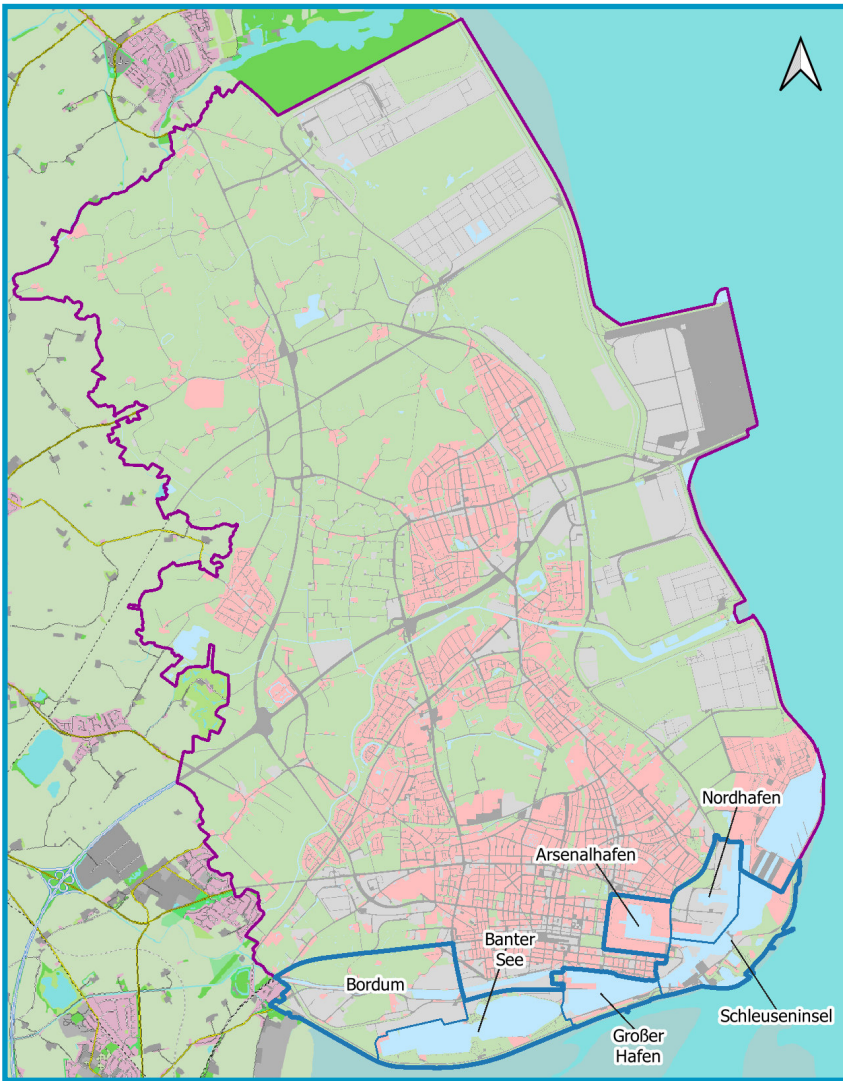 Nordhafen
Arsenalhafen
Banter
See
Bordum
Schleuseninsel
Großer
Hafen